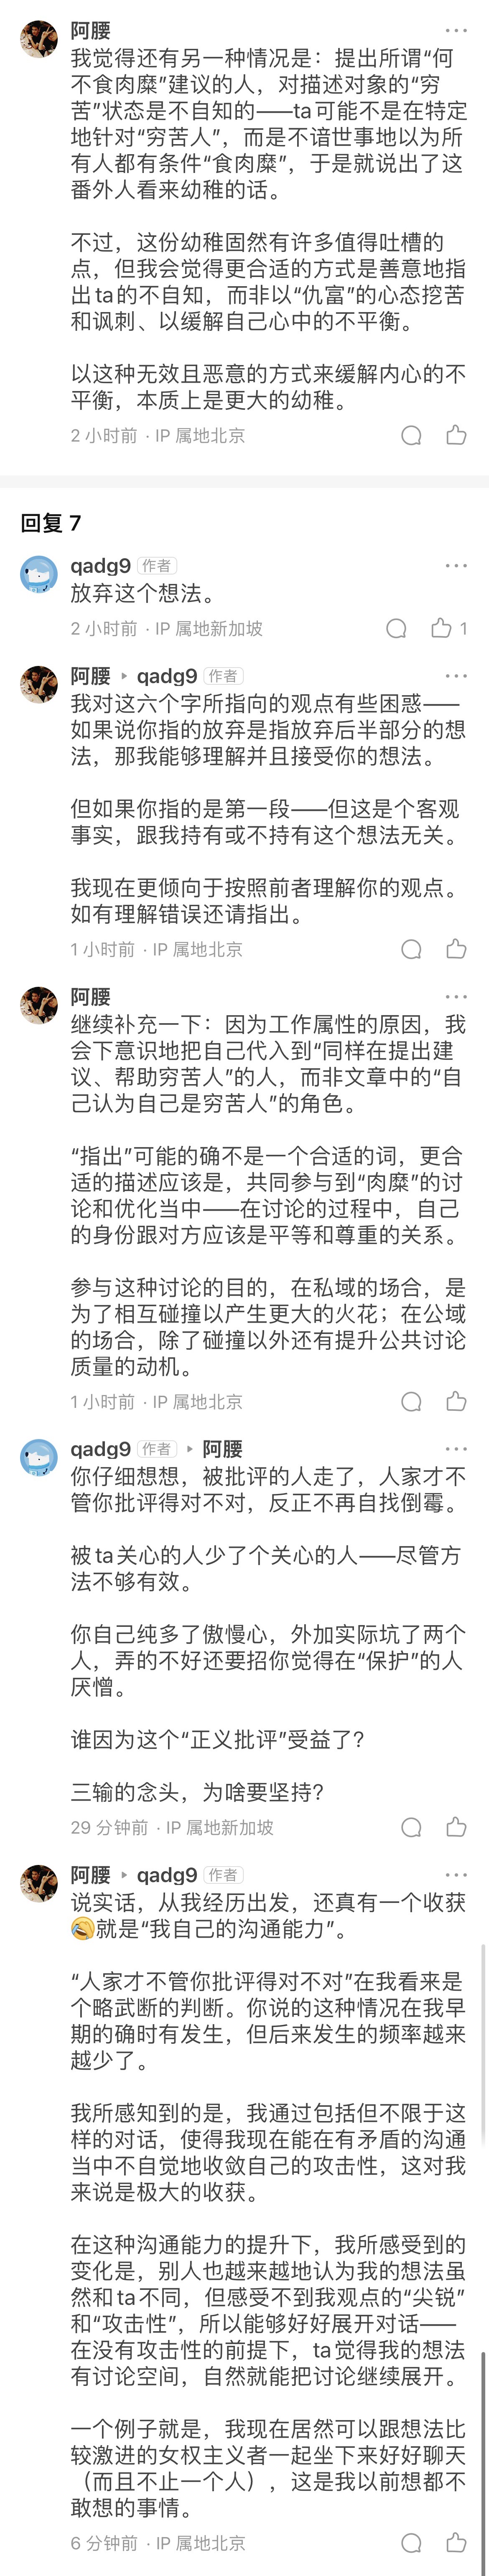 阿腰
我觉得还有另一种情况是：提出所谓“何
不食肉糜”建议的人，对描述对象的“穷
苦”状态是不自知的——ta可能不是在特定
地针对“穷苦人”，而是不谙世事地以为所
有人都有条件“食肉糜”，于是就说出了这
番外人看来幼稚的话。
不过，这份幼稚固然有许多值得吐槽的
点，但我会觉得更合适的方式是善意地指
出ta的不自知，而非以“仇富”的心态挖苦
和讽刺、以缓解自己心中的不平衡。
以这种无效且恶意的方式来缓解内心的不
平衡，本质上是更大的幼稚。
2 小时前 · IP 属地北京
回复 7
qadg9 作者
放弃这个想法。
2 小时前 · IP 属地新加坡 1
阿腰 ▸ qadg9 作者
我对这六个字所指向的观点有些困惑——
如果说你指的放弃是指放弃后半部分的想
法，那我能够理解并且接受你的想法。
但如果你指的是第一段——但这是个客观
事实，跟我持有或不持有这个想法无关。
我现在更倾向于按照前者理解你的观点。
如有理解错误还请指出。
1 小时前 · IP 属地北京
阿腰
继续补充一下：因为工作属性的原因，我
会下意识地把自己代入到“同样在提出建
议、帮助穷苦人”的人，而非文章中的“自
己认为自己是穷苦人”的角色。
“指出”可能的确不是一个合适的词，更合
适的描述应该是，共同参与到“肉糜”的讨
论和优化当中——在讨论的过程中，自己
的身份跟对方应该是平等和尊重的关系。
参与这种讨论的目的，在私域的场合，是
为了相互碰撞以产生更大的火花；在公域
的场合，除了碰撞以外还有提升公共讨论
质量的动机。
1 小时前 · IP 属地北京
qadg9 作者 ▸ 阿腰
你仔细想想，被批评的人走了，人家才不
管你批评得对不对，反正不再自找倒霉。
被ta关心的人少了个关心的人——尽管方
法不够有效。
你自己纯多了傲慢心，外加实际坑了两个
人，弄的不好还要招你觉得在“保护”的人
厌憎。
谁因为这个“正义批评”受益了?
三输的念头，为啥要坚持?
29 分钟前 · IP 属地新加坡
阿腰 ▸ qadg9 作者
说实话，从我经历出发，还真有一个收获
🤣就是“我自己的沟通能力”。
“人家才不管你批评得对不对”在我看来是
个略武断的判断。你说的这种情况在我早
期的确时有发生，但后来发生的频率越来
越少了。
我所感知到的是，我通过包括但不限于这
样的对话，使得我现在能在有矛盾的沟通
当中不自觉地收敛自己的攻击性，这对我
来说是极大的收获。
在这种沟通能力的提升下，我所感受到的
变化是，别人也越来越地认为我的想法虽
然和ta不同，但感受不到我观点的“尖锐”
和“攻击性”，所以能够好好展开对话——
在没有攻击性的前提下，ta觉得我的想法
有讨论空间，自然就能把讨论继续展开。
一个例子就是，我现在居然可以跟想法比
较激进的女权主义者一起坐下来好好聊天
（而且不止一个人），这是我以前想都不
敢想的事情。
6 分钟前 · IP 属地北京